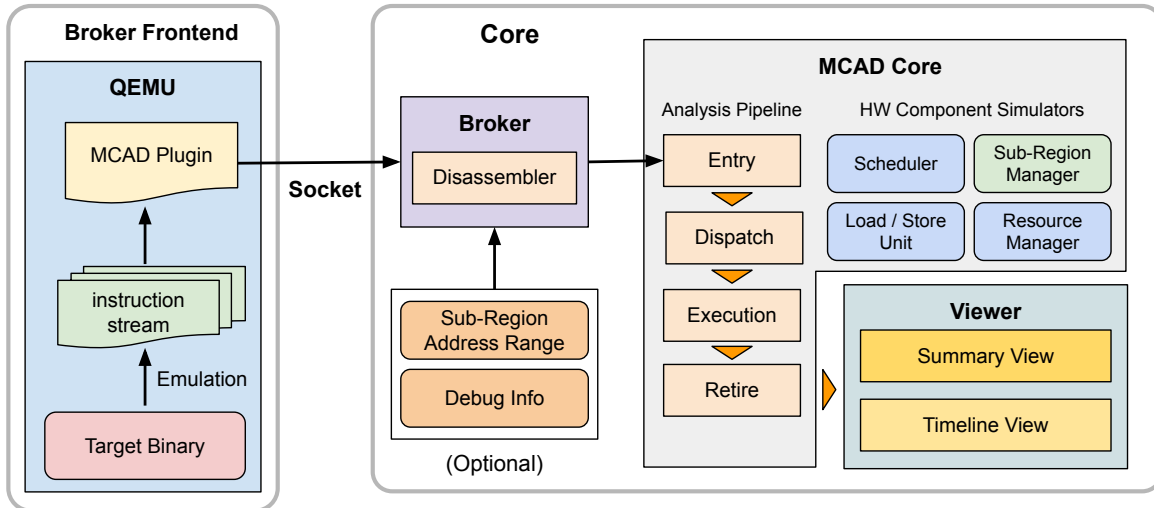 Broker Frontend
QEMU
MCAD Plugin
instruction
stream
Emulation
Target Binary
Socket
Core
Broker
Disassembler
Sub-Region
Address Range
Debug Info
(Optional)
MCAD Core
Analysis Pipeline
Entry
Dispatch
Execution
Retire
HW Component Simulators
Scheduler
Sub-Region
Manager
Load / Store
Unit
Resource
Manager
Viewer
Summary View
Timeline View